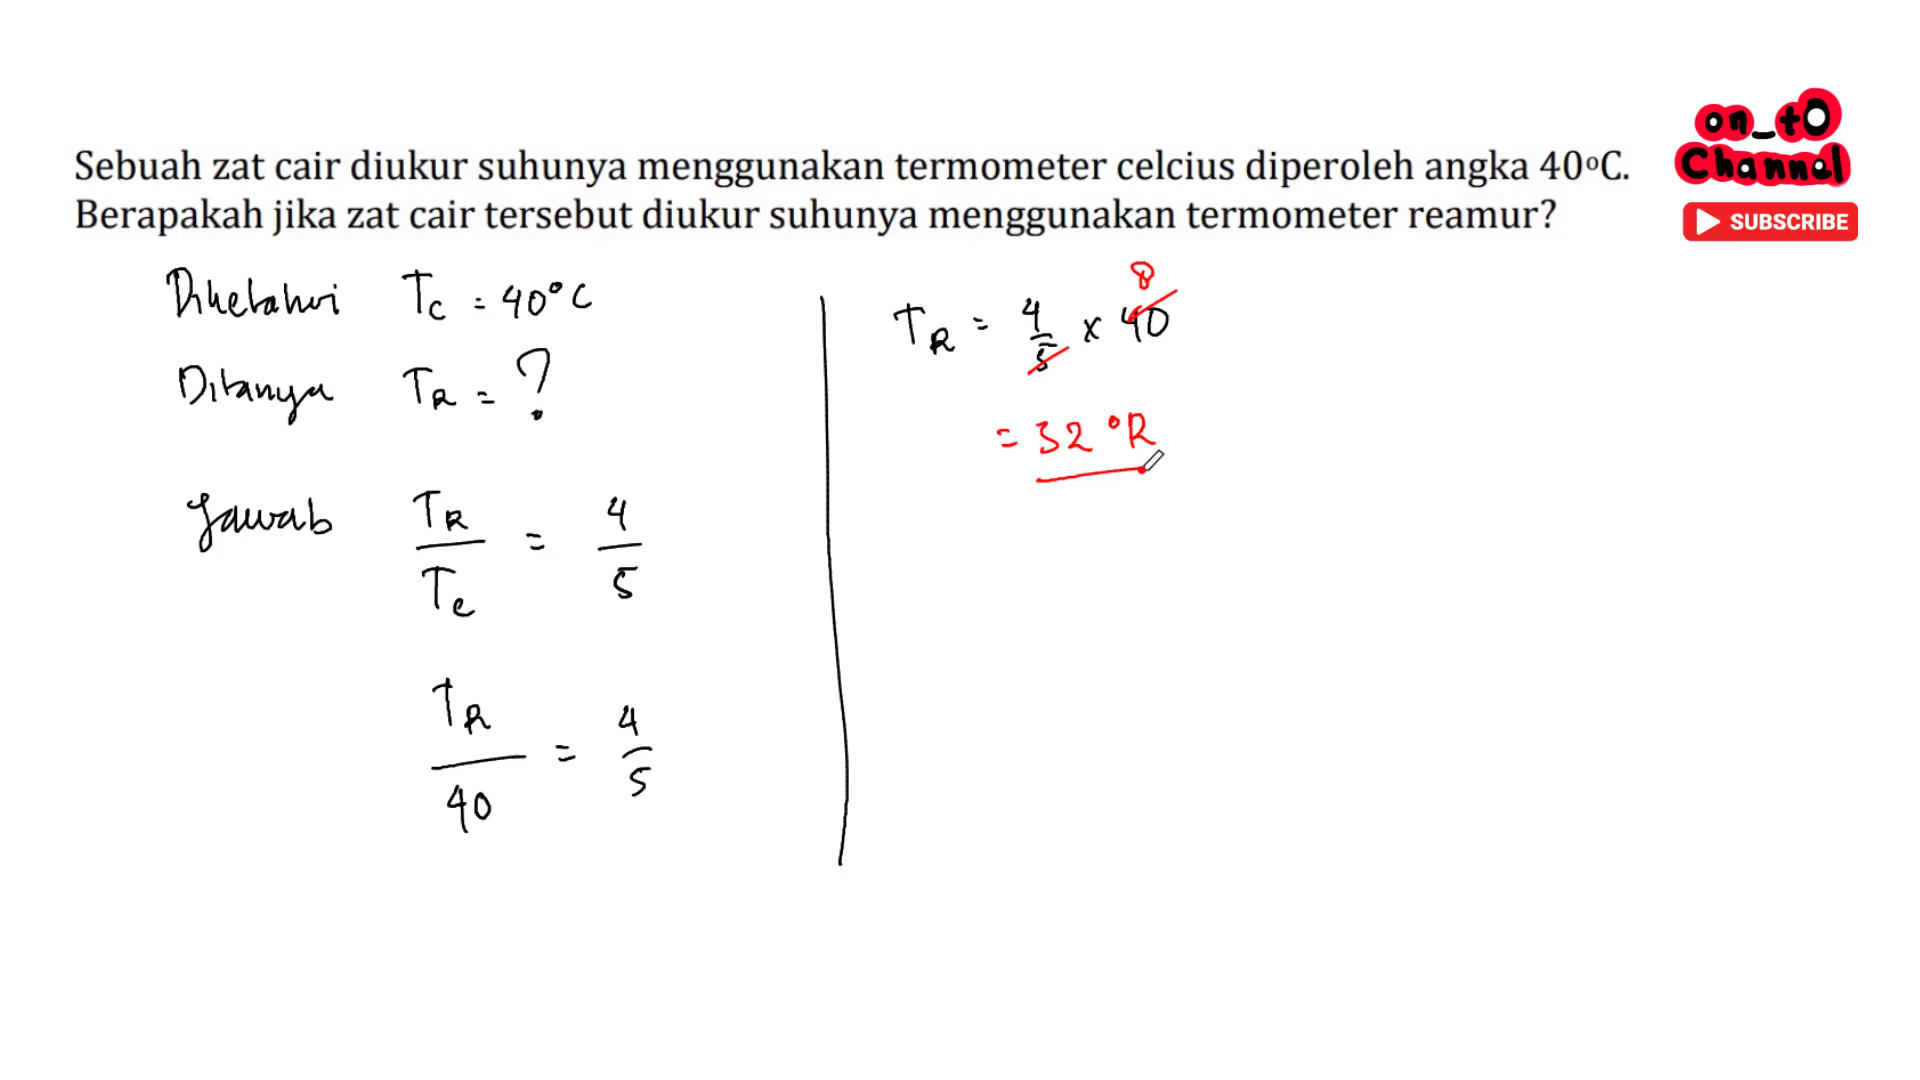 Sebuah zat cair diukur suhunya menggunakan termometer celcius diperoleh angka 40°C.
Berapakah jika zat cair tersebut diukur suhunya menggunakan termometer reamur?
on_to
Channel
SUBSCRIBE
Diketahui Tc = 40°C
Ditanya TR = ?
Jawab TR/Tc = 4/5
TR/40 = 4/5
8
TR = 4/5 x 40
= 32 °R